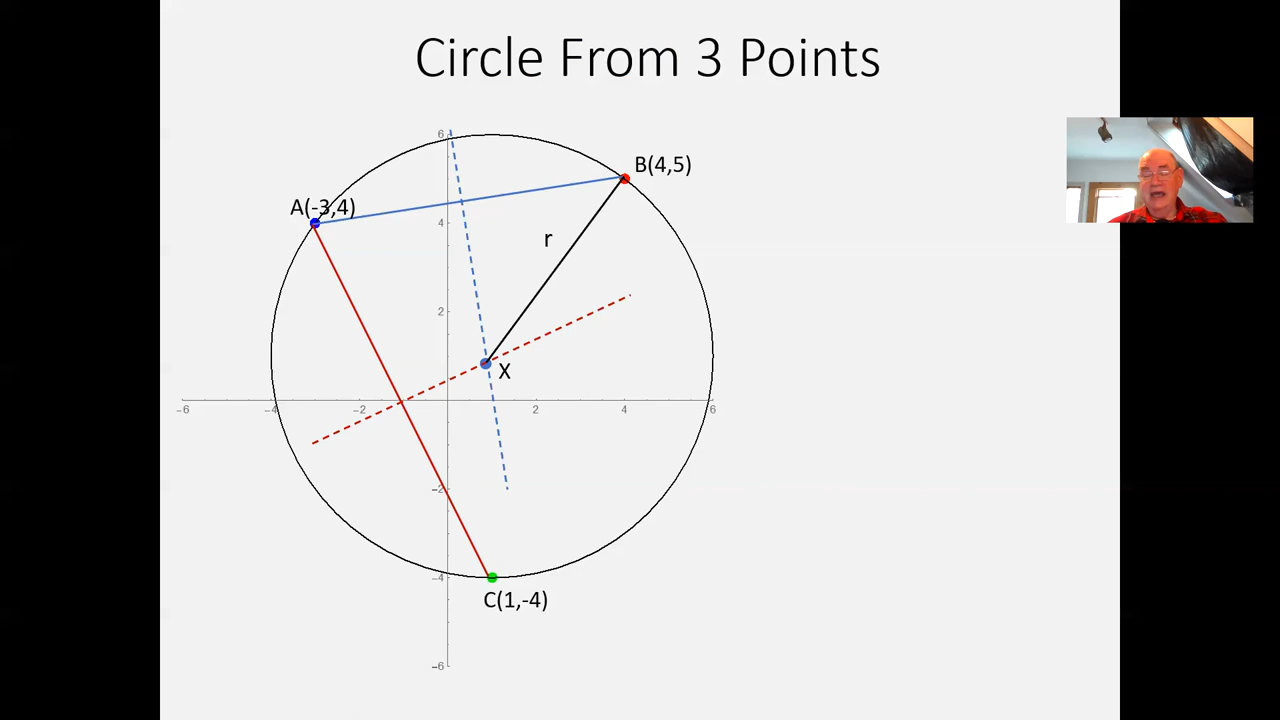 Circle From 3 Points
6
B(4,5)
A(-3,4)
4
r
2
X
-6
-4
-2
2
4
6
-2
-4
C(1,-4)
-6